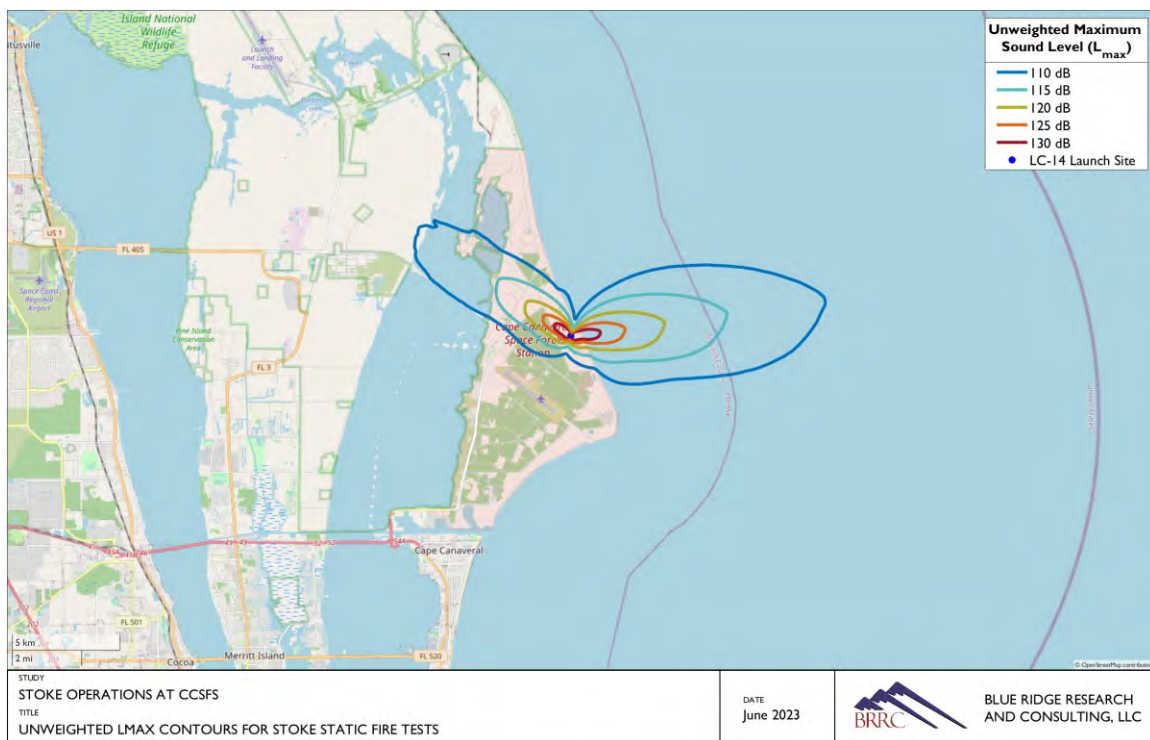 Island National
Wildlife
Refuge
itusville
Launch
and Landing
Facility
Unweighted Maximum
Sound Level (Lmax)
110 dB
115 dB
120 dB
125 dB
130 dB
LC-14 Launch Site
US 1
FL 405
Space Coast
Regional
Airport
Pine Island
Conservation
Area
FL 3
Cape Canavera
Space Force
Station
Florida
United States
Cape Canaveral
FL 501
Merritt Island
Cocoa
FL 520
5 km
2 mi
© OpenStreetMap contributors
STUDY
STOKE OPERATIONS AT CCSFS
TITLE
UNWEIGHTED LMAX CONTOURS FOR STOKE STATIC FIRE TESTS
DATE
June 2023
BRRC
BLUE RIDGE RESEARCH
AND CONSULTING, LLC